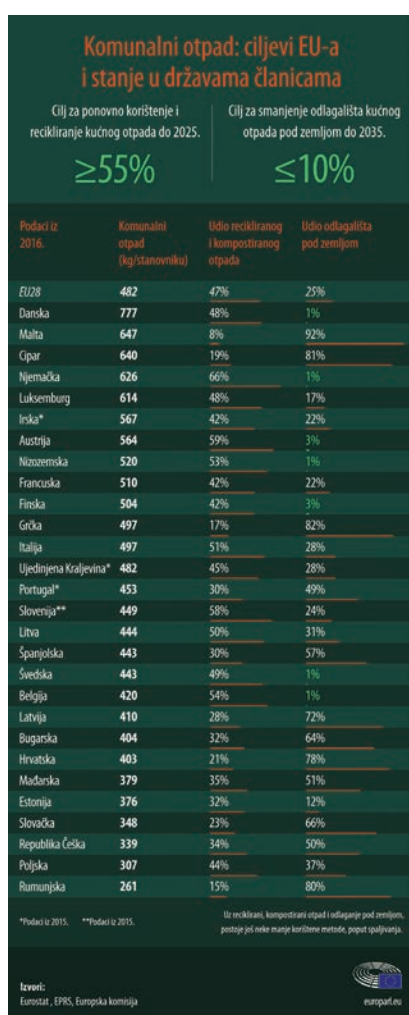 Komunalni otpad: ciljevi EU-a
i stanje u državama članicama
Cilj za ponovno korištenje i
recikliranje kućnog otpada do 2025.
≥55%
Cilj za smanjenje odlagališta kućnog
otpada pod zemljom do 2035.
≤10%
Podaci iz
2016.
Komunalni
otpad
(kg/stanovniku)
Udio recikliranog
i kompostiranog
otpada
Udio odlagališta
pod zemljom
EU28 482 47% 25%
Danska 777 48% 1%
Malta 647 8% 92%
Cipar 640 19% 81%
Njemačka 626 66% 1%
Luksemburg 614 48% 17%
Irska* 567 42% 22%
Austrija 564 59% 3%
Nizozemska 520 53% 1%
Francuska 510 42% 22%
Finska 504 42% 3%
Grčka 497 17% 82%
Italija 497 51% 28%
Ujedinjena Kraljevina* 482 45% 28%
Portugal* 453 30% 49%
Slovenija** 449 58% 24%
Litva 444 50% 31%
Španjolska 443 30% 57%
Švedska 443 49% 1%
Belgija 420 54% 1%
Latvija 410 28% 72%
Bugarska 404 32% 64%
Hrvatska 403 21% 78%
Mađarska 379 35% 51%
Estonija 376 32% 12%
Slovačka 348 23% 66%
Republika Češka 339 34% 50%
Poljska 307 44% 37%
Rumunjska 261 15% 80%
*Podaci iz 2015. **Podaci iz 2015.
Uz reciklirani, kompostirani otpad i odlaganje pod zemljom,
postoje još neke manje korištene metode, poput spaljivanja.
Izvori:
Eurostat , EPRS, Europska komisija
europarl.eu